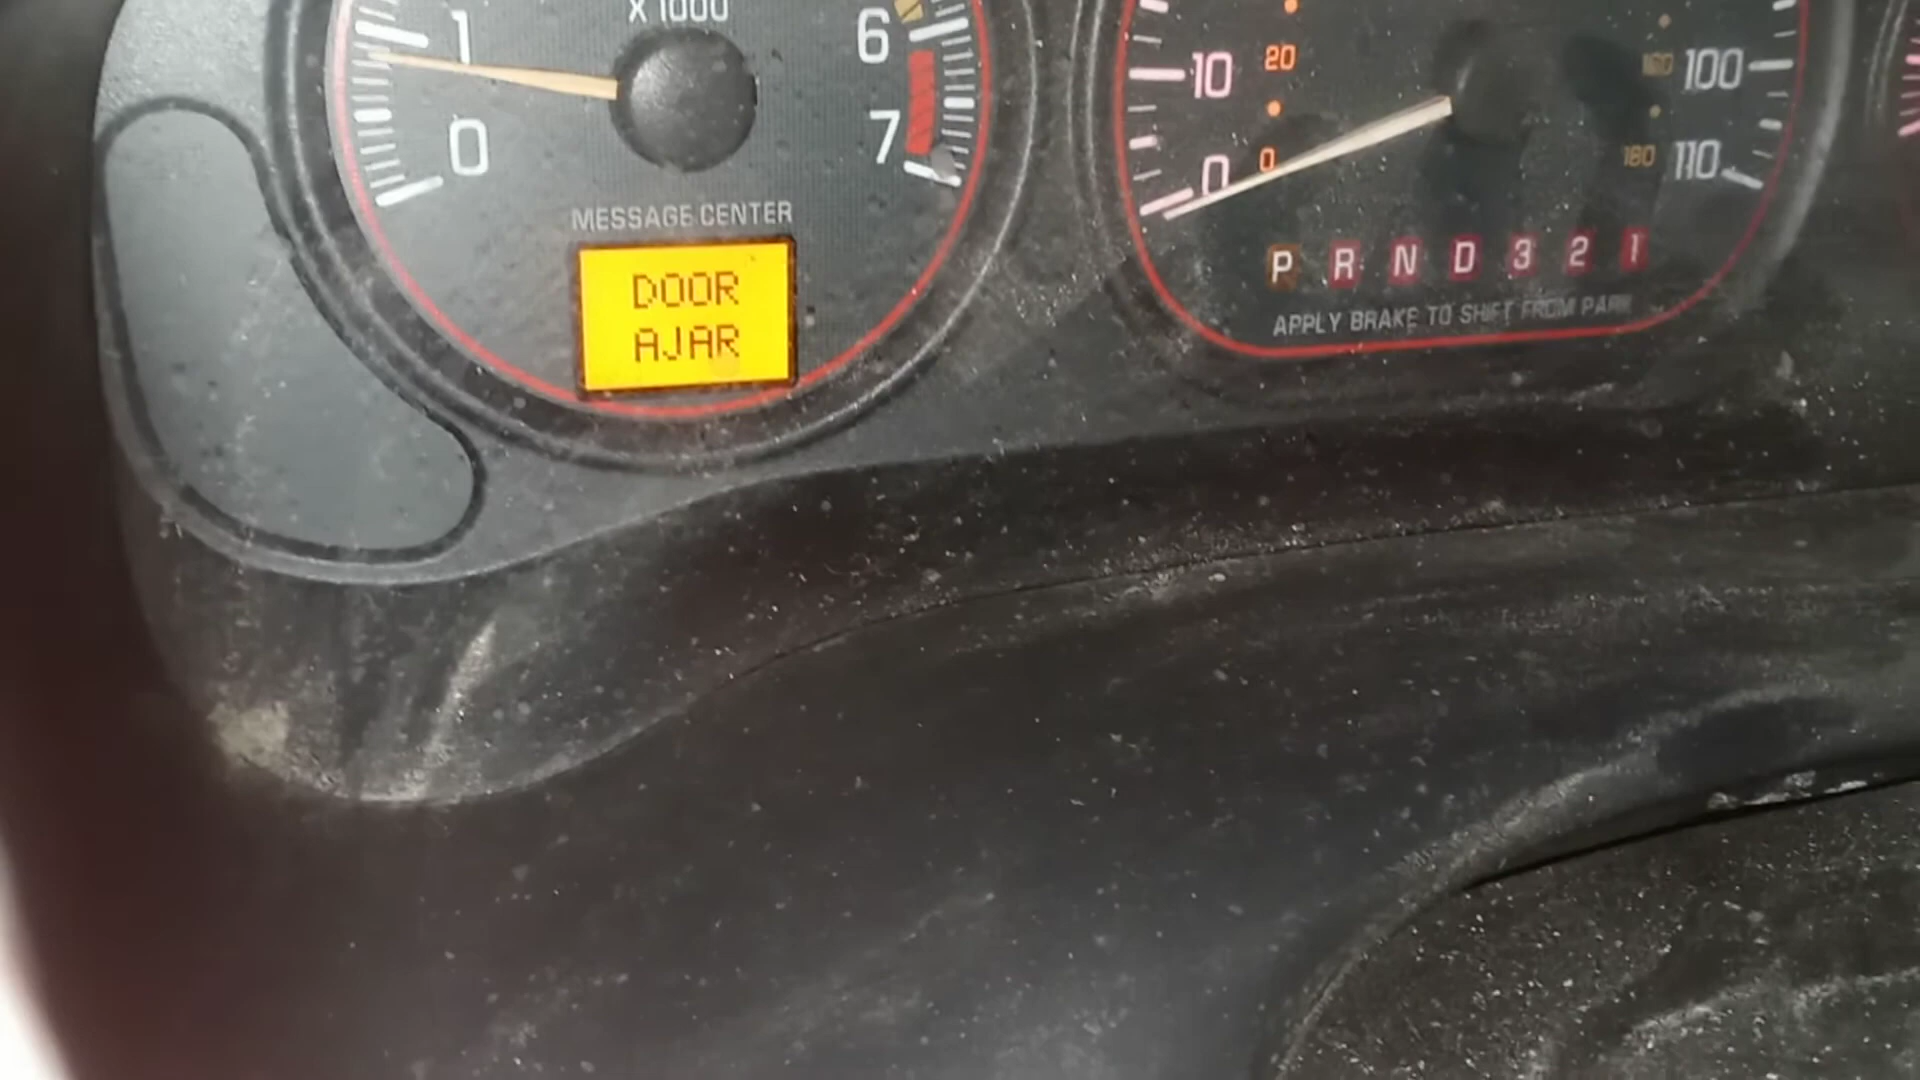 X 1000
1
0
6
7
MESSAGE CENTER
DOOR
AJAR
10
20
0
0
100
180
110
P R N D 3 2 1
APPLY BRAKE TO SHIFT FROM PARK